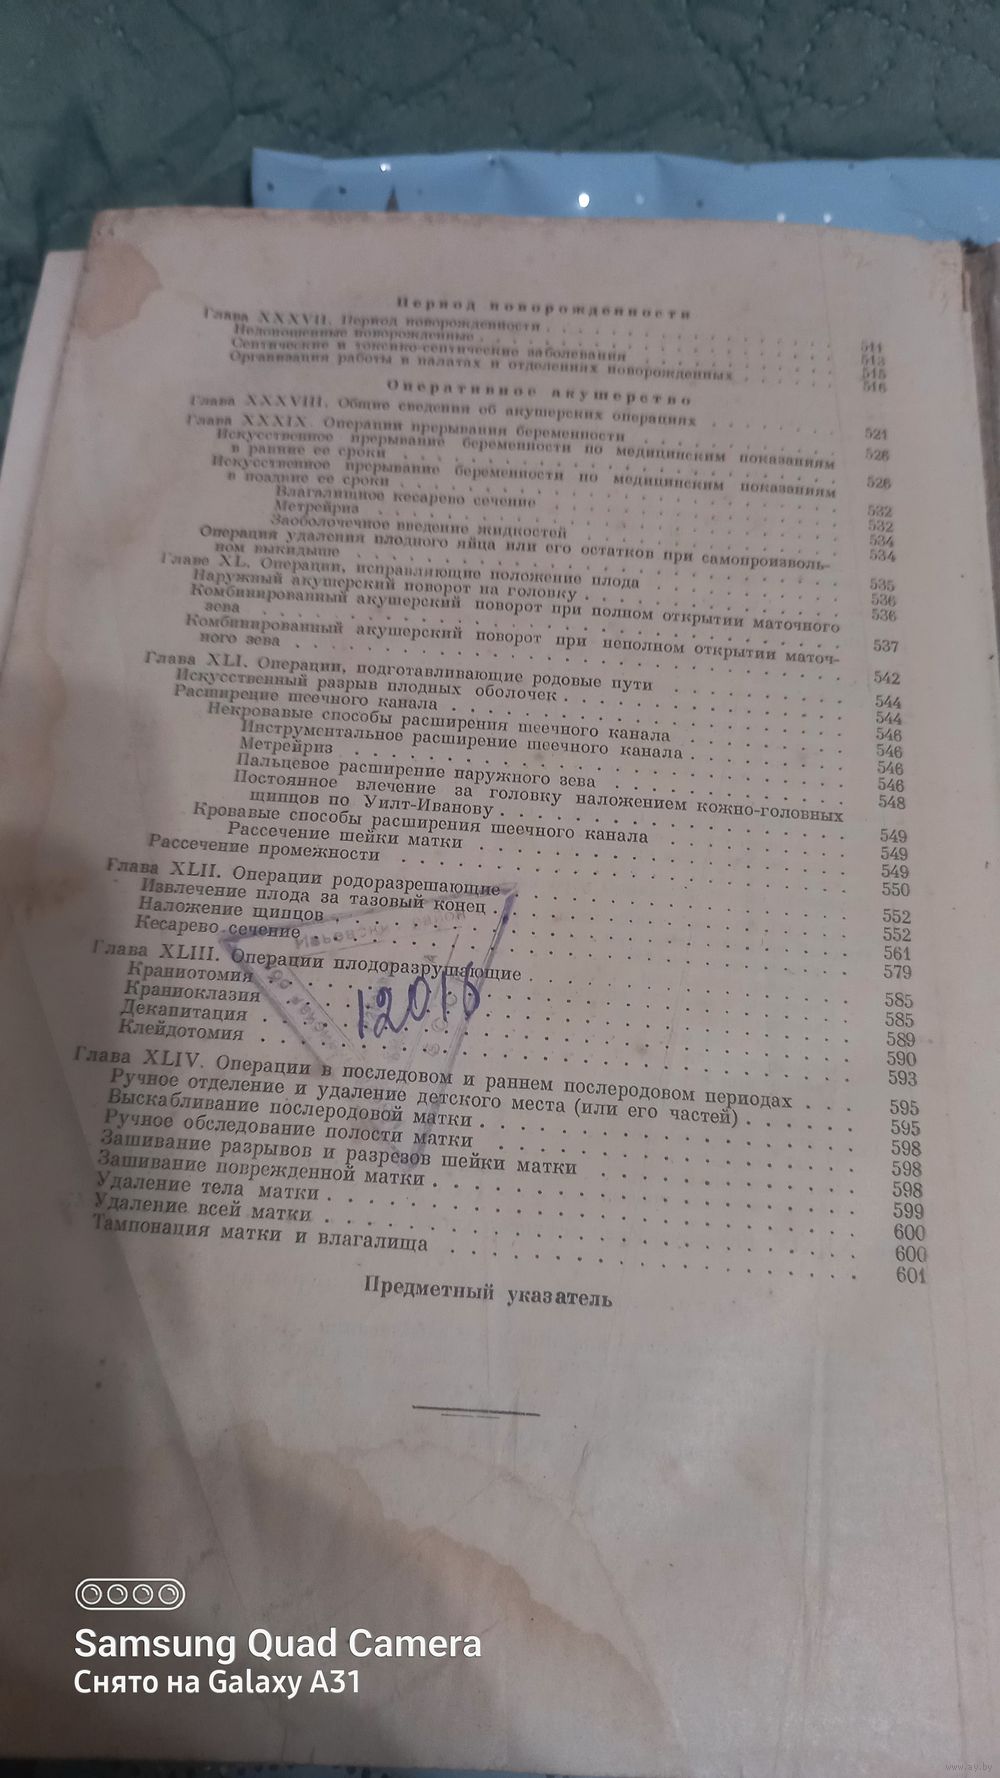 Период новорожденности
Глава XXXVII. Период новорожденности . . . . . . . . . . . . 511
Недоношенные новорожденные . . . . . . . . . . . . 513
Септические и токсико-септические заболевания . . . . . . . . 515
Организация работы в палатах и отделениях новорожденных . . . . . 516
Оперативное акушерство
Глава XXXVIII. Общие сведения об акушерских операциях . . . . . . 521
Глава XXXIX. Операции прерывания беременности . . . . . . . . 526
Искусственное прерывание беременности по медицинским показаниям
в ранние ее сроки . . . . . . . . . . . . 526
Искусственное прерывание беременности по медицинским показаниям
в поздние ее сроки . . . . . . . . . . . . 532
Влагалищное кесарево сечение . . . . . . . . . . . . 532
Метрейриз . . . . . . . . . . . . 534
Заоболочечное введение жидкостей . . . . . . . . . . . . 534
Операция удаления плодного яйца или его остатков при самопроизволь-
ном выкидыше . . . . . . . . . . . . 535
Глава XL. Операции, исправляющие положение плода . . . . . . . . 536
Наружный акушерский поворот на головку . . . . . . . . . . 536
Комбинированный акушерский поворот при полном открытии маточного
зева . . . . . . . . . . . . 537
Комбинированный акушерский поворот при неполном открытии маточ-
ного зева . . . . . . . . . . . . 542
Глава XLI. Операции, подготавливающие родовые пути . . . . . . . . 544
Искусственный разрыв плодных оболочек . . . . . . . . . . 544
Расширение шеечного канала . . . . . . . . . . . . 546
Некровавые способы расширения шеечного канала . . . . . . . . 546
Инструментальное расширение шеечного канала . . . . . . . . 546
Метрейриз . . . . . . . . . . . . 546
Пальцевое расширение наружного зева . . . . . . . . . . 548
Постоянное влечение за головку наложением кожно-головных
щипцов по Уилт-Иванову . . . . . . . . . . . . 549
Кровавые способы расширения шеечного канала . . . . . . . . 549
Рассечение шейки матки . . . . . . . . . . . . 549
Рассечение промежности . . . . . . . . . . . . 550
Глава XLII. Операции родоразрешающие . . . . . . . . . . . . 552
Извлечение плода за тазовый конец . . . . . . . . . . . . 552
Наложение щипцов . . . . . . . . . . . . 561
Кесарево сечение . . . . . . . . . . . . 579
Глава XLIII. Операции плодоразрушающие . . . . . . . . . . . . 585
Краниотомия . . . . . . . . . . . . 585
Краниоклазия . . . . . . . . . . . . 589
Декапитация . . . . . . . . . . . . 590
Клейдотомия . . . . . . . . . . . . 593
12016
Глава XLIV. Операции в последовом и раннем послеродовом периодах . . . 595
Ручное отделение и удаление детского места (или его частей) . . . . . . 595
Выскабливание послеродовой матки . . . . . . . . . . . . 598
Ручное обследование полости матки . . . . . . . . . . . . 598
Зашивание разрывов и разрезов шейки матки . . . . . . . . . . 598
Зашивание поврежденной матки . . . . . . . . . . . . 599
Удаление тела матки . . . . . . . . . . . . 600
Удаление всей матки . . . . . . . . . . . . 600
Тампонация матки и влагалища . . . . . . . . . . . . 601
Предметный указатель
Samsung Quad Camera
Снято на Galaxy A31
www.ay.by